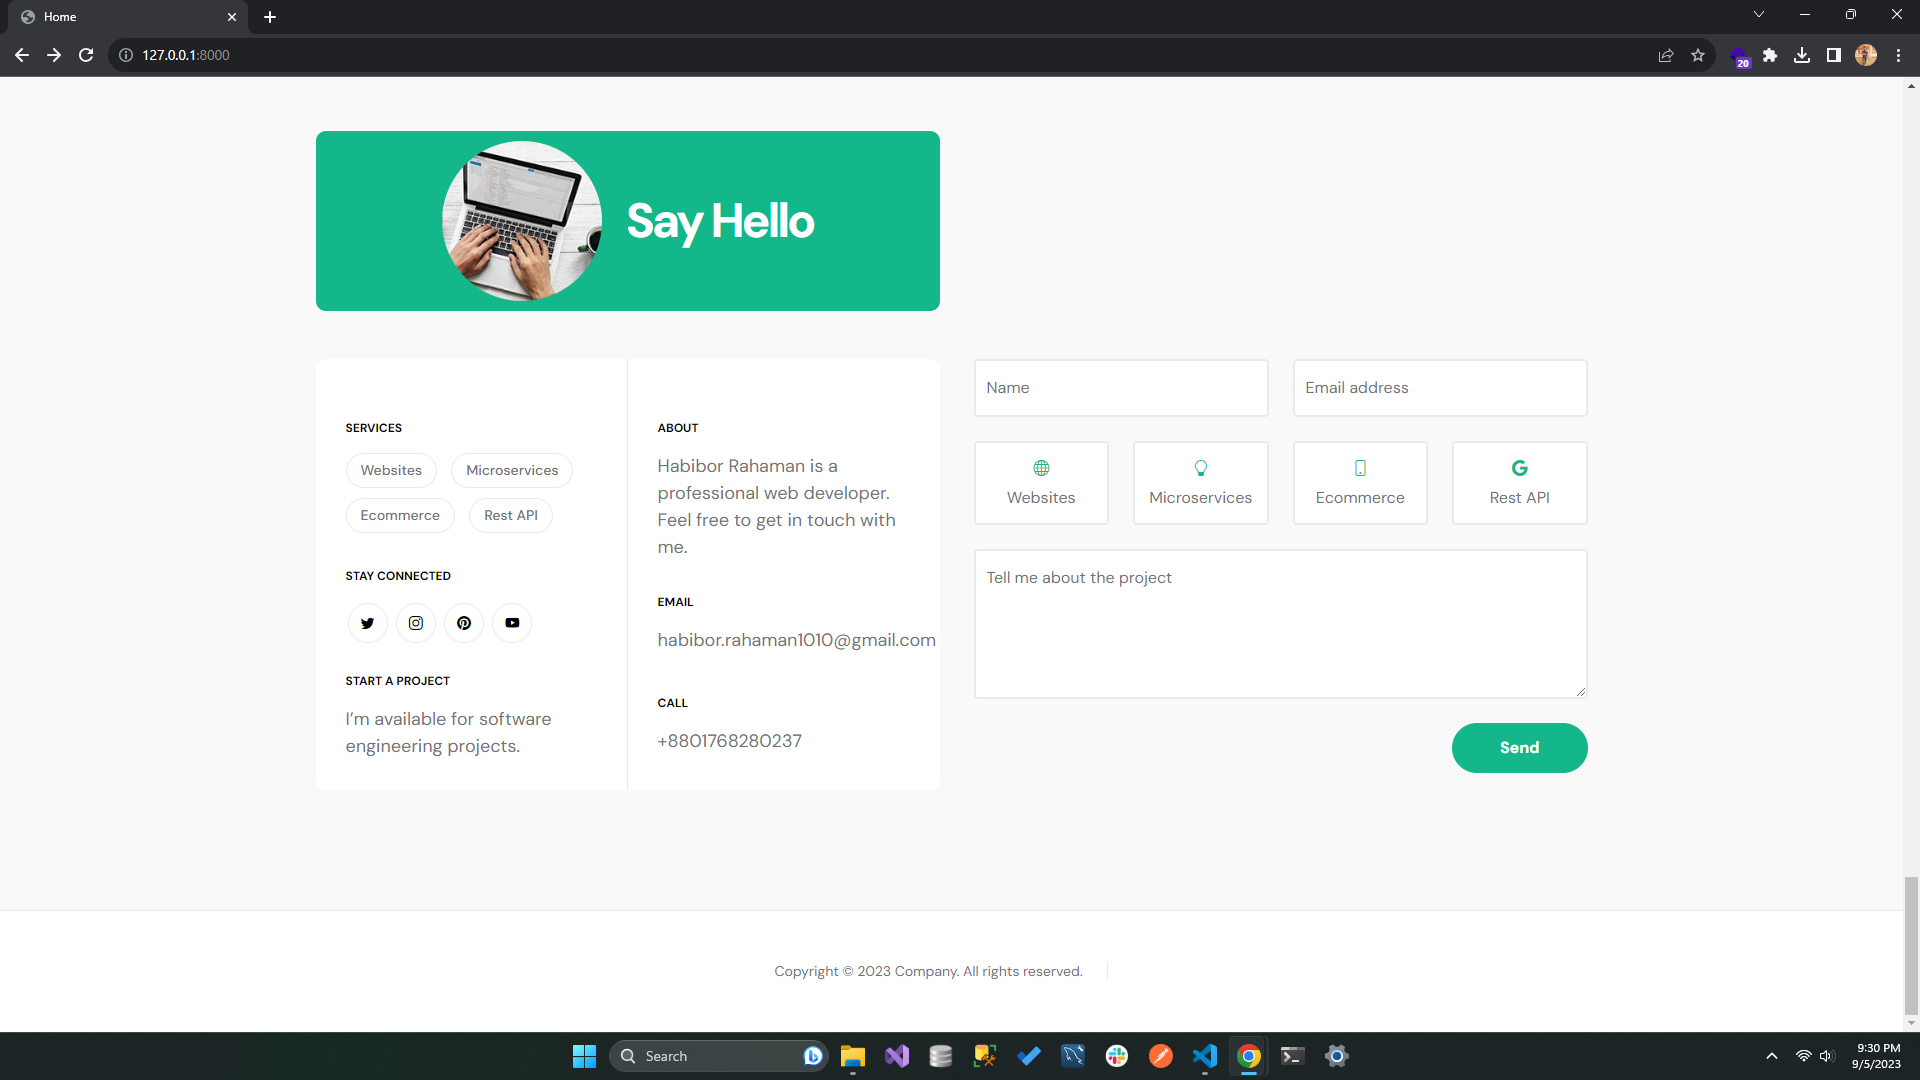 Home
127.0.0.1:8000
20
Say Hello
SERVICES
Websites
Microservices
Ecommerce
Rest API
STAY CONNECTED
START A PROJECT
I’m available for software
engineering projects.
ABOUT
Habibor Rahaman is a
professional web developer.
Feel free to get in touch with
me.
EMAIL
habibor.rahaman1010@gmail.com
CALL
+8801768280237
Name
Email address
Websites
Microservices
Ecommerce
Rest API
Tell me about the project
Send
Copyright © 2023 Company. All rights reserved.
Search
9:30 PM
9/5/2023